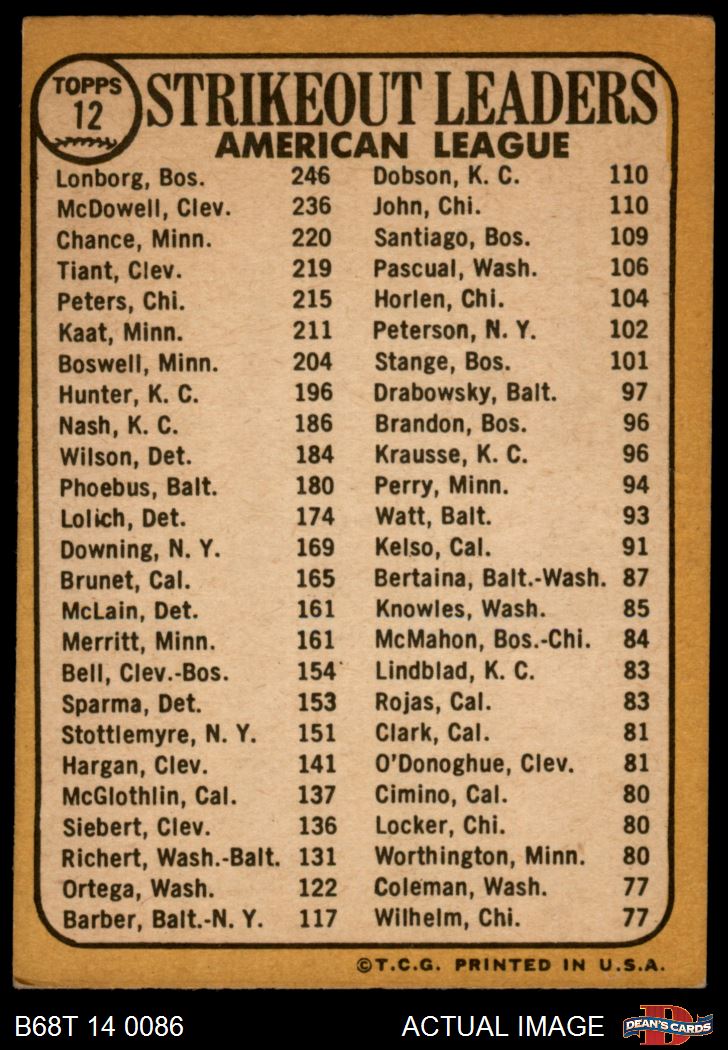 TOPPS
12
STRIKEOUT LEADERS
AMERICAN LEAGUE
Lonborg, Bos. 246
McDowell, Clev. 236
Chance, Minn. 220
Tiant, Clev. 219
Peters, Chi. 215
Kaat, Minn. 211
Boswell, Minn. 204
Hunter, K. C. 196
Nash, K. C. 186
Wilson, Det. 184
Phoebus, Balt. 180
Lolich, Det. 174
Downing, N. Y. 169
Brunet, Cal. 165
McLain, Det. 161
Merritt, Minn. 161
Bell, Clev.-Bos. 154
Sparma, Det. 153
Stottlemyre, N. Y. 151
Hargan, Clev. 141
McGlothlin, Cal. 137
Siebert, Clev. 136
Richert, Wash.-Balt. 131
Ortega, Wash. 122
Barber, Balt.-N. Y. 117
Dobson, K. C. 110
John, Chi. 110
Santiago, Bos. 109
Pascual, Wash. 106
Horlen, Chi. 104
Peterson, N. Y. 102
Stange, Bos. 101
Drabowsky, Balt. 97
Brandon, Bos. 96
Krausse, K. C. 96
Perry, Minn. 94
Watt, Balt. 93
Kelso, Cal. 91
Bertaina, Balt.-Wash. 87
Knowles, Wash. 85
McMahon, Bos.-Chi. 84
Lindblad, K. C. 83
Rojas, Cal. 83
Clark, Cal. 81
O'Donoghue, Clev. 81
Cimino, Cal. 80
Locker, Chi. 80
Worthington, Minn. 80
Coleman, Wash. 77
Wilhelm, Chi. 77
©T.C.G. PRINTED IN U.S.A.
B68T 14 0086 ACTUAL IMAGE
D
DEAN'S CARDS